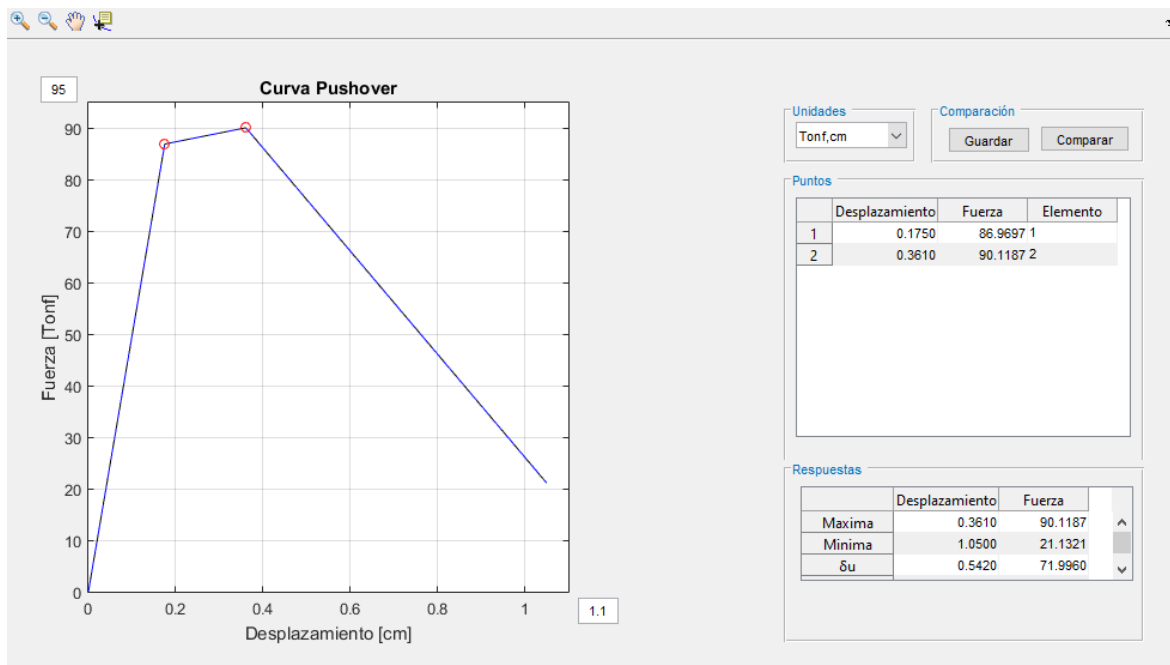 95
Curva Pushover
90
80
70
60
50
40
30
20
10
0
Fuerza [Tonf]
0 0.2 0.4 0.6 0.8 1
1.1
Desplazamiento [cm]
Unidades
Tonf,cm
Comparación
Guardar Comparar
Puntos
Desplazamiento Fuerza Elemento
1 0.1750 86.9697 1
2 0.3610 90.1187 2
Respuestas
Desplazamiento Fuerza
Maxima 0.3610 90.1187
Minima 1.0500 21.1321
δu 0.5420 71.9960